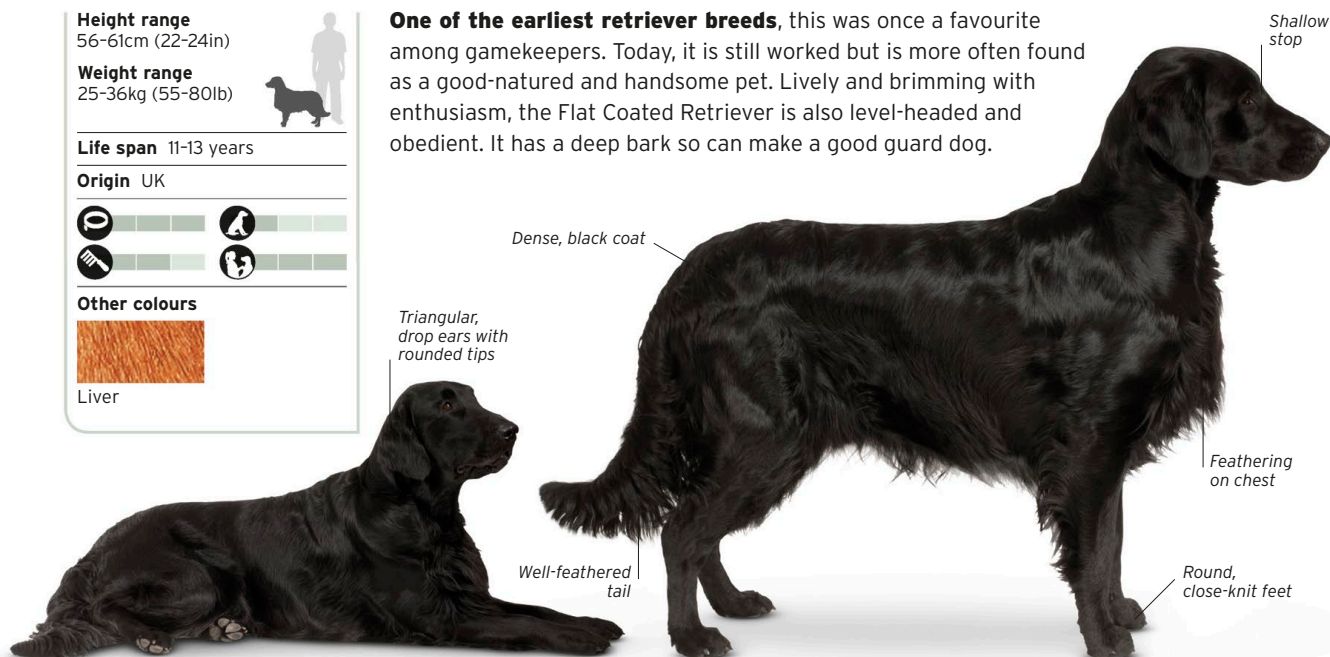 Height range
56–61cm (22–24in)
Weight range
25–36kg (55–80lb)
Life span 11–13 years
Origin UK
Other colours
Liver
One of the earliest retriever breeds, this was once a favourite
among gamekeepers. Today, it is still worked but is more often found
as a good-natured and handsome pet. Lively and brimming with
enthusiasm, the Flat Coated Retriever is also level-headed and
obedient. It has a deep bark so can make a good guard dog.
Shallow
stop
Dense, black coat
Triangular,
drop ears with
rounded tips
Feathering
on chest
Well-feathered
tail
Round,
close-knit feet